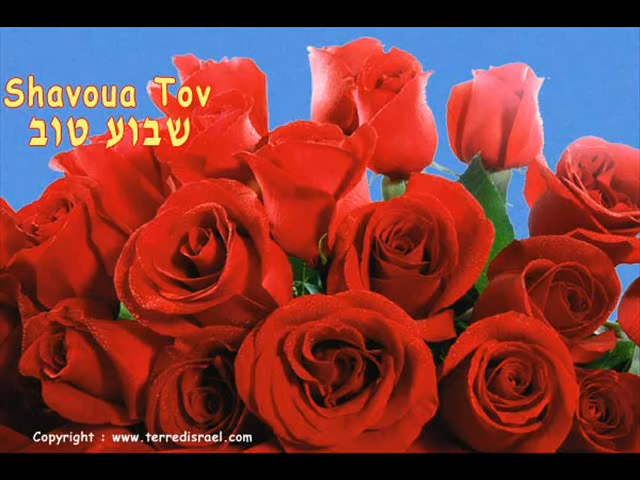 Shavoua Tov
שבוע טוב
Copyright : www.terredisrael.com